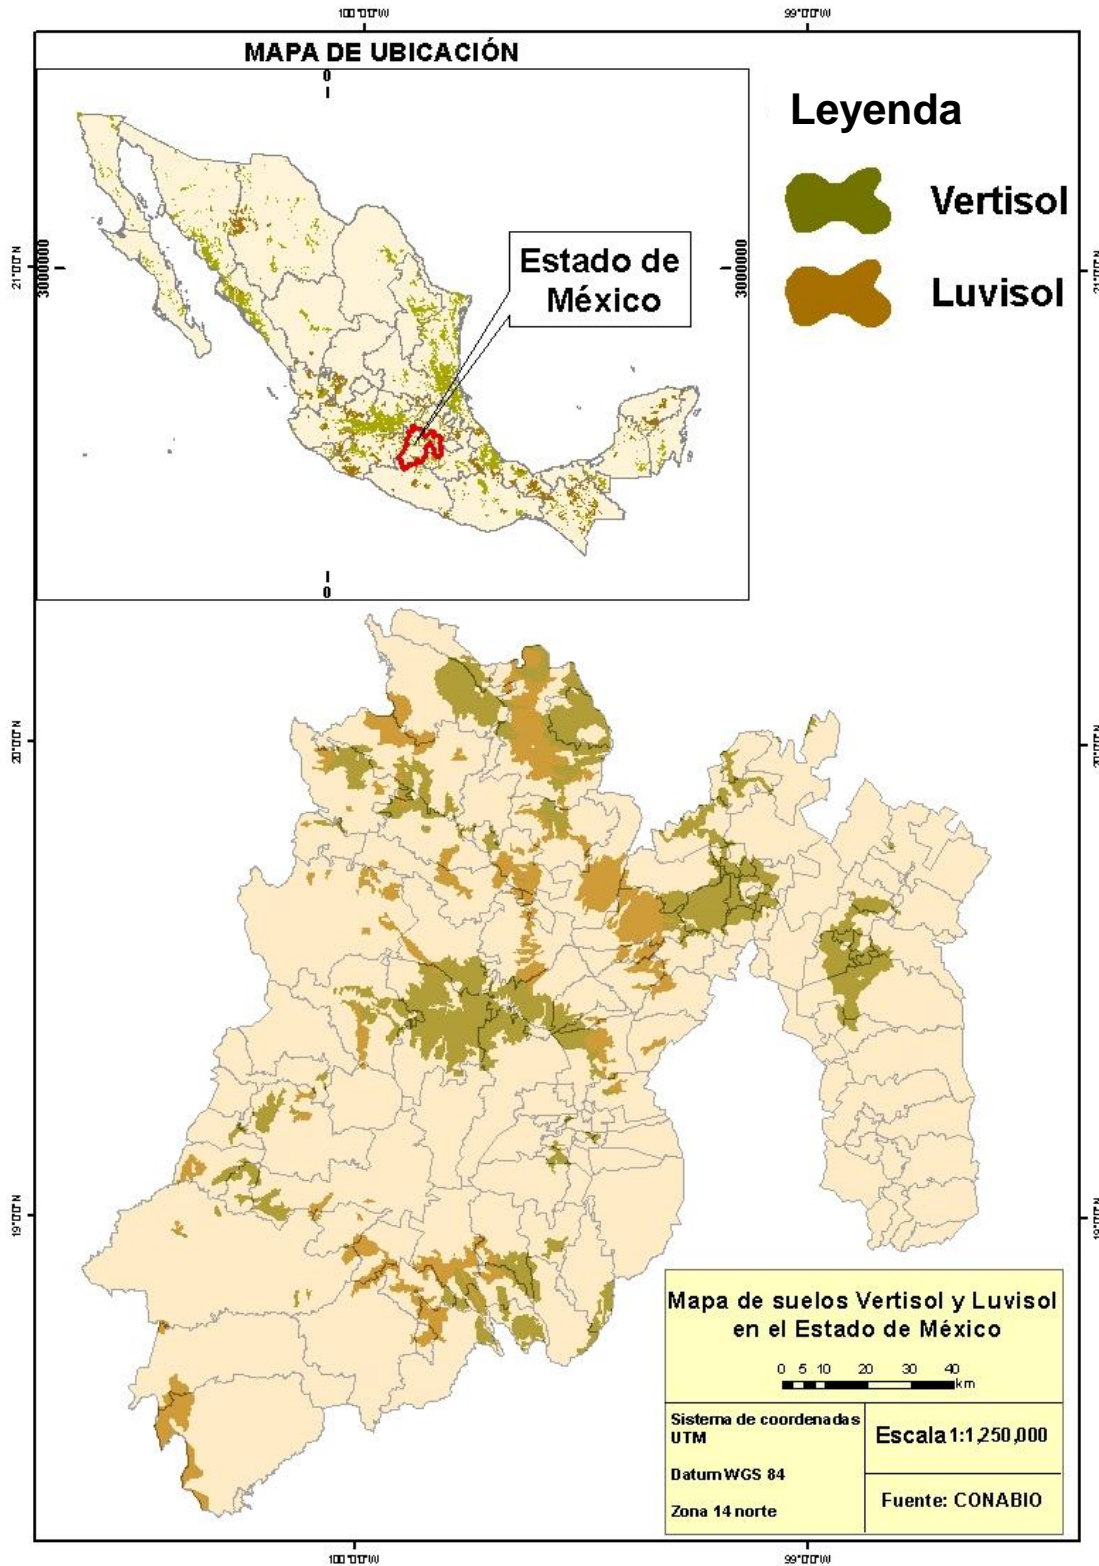 100°0'0"W
99°0'0"W
MAPA DE UBICACIÓN
0
Leyenda
Vertisol
Luvisol
Estado de
México
21°0'0"N
3000000
3000000
21°0'0"N
0
20°0'0"N
20°0'0"N
19°0'0"N
19°0'0"N
Mapa de suelos Vertisol y Luvisol
en el Estado de México
0 5 10 20 30 40
km
Sistema de coordenadas
UTM
Datum WGS 84
Zona 14 norte
Escala 1:1,250,000
Fuente: CONABIO
100°0'0"W
99°0'0"W